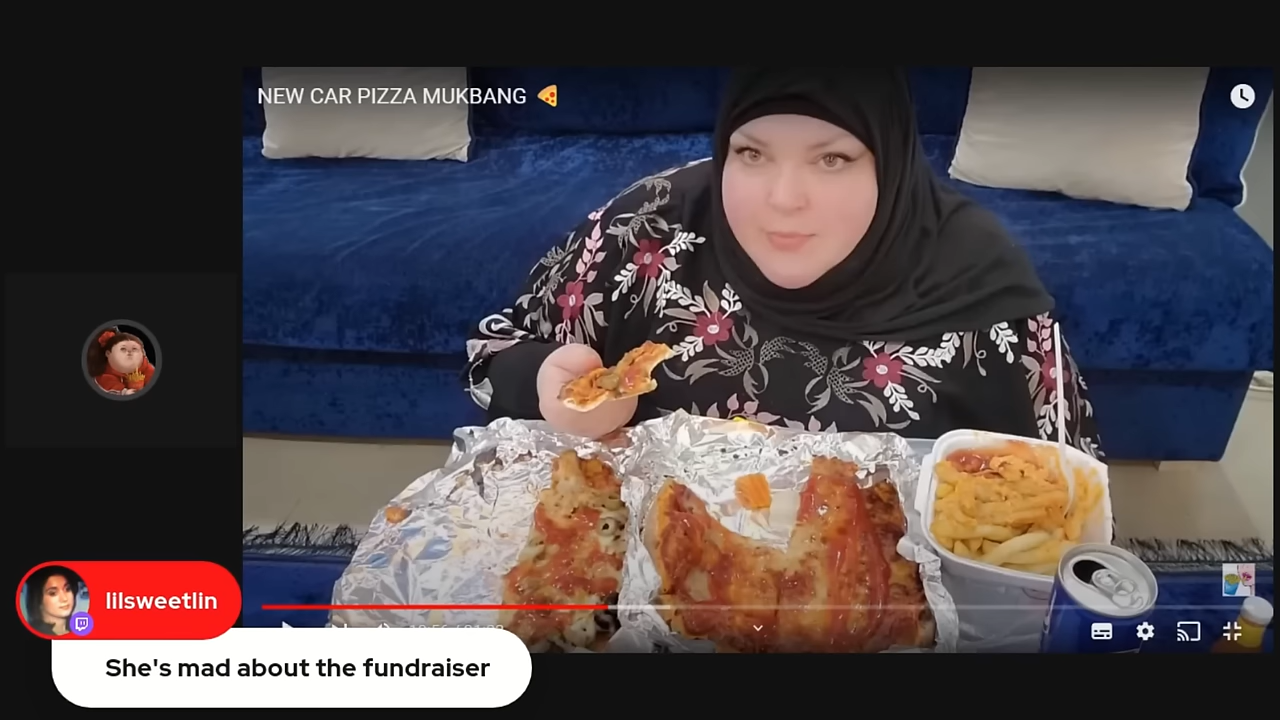 NEW CAR PIZZA MUKBANG 🍕
lilsweetlin
She's mad about the fundraiser